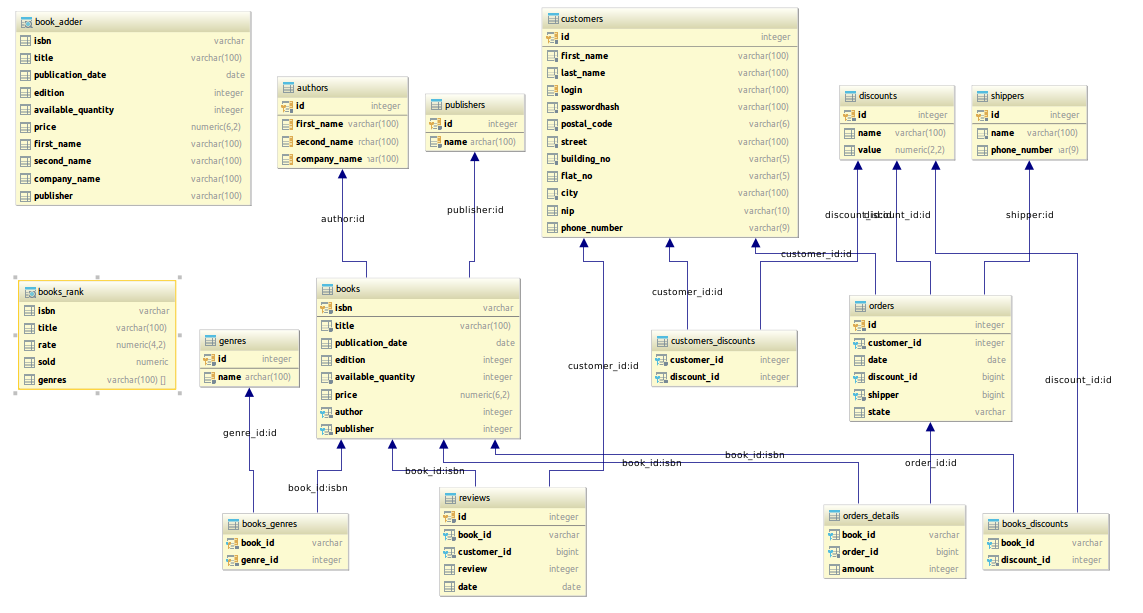 book_adder
isbn varchar
title varchar(100)
publication_date date
edition integer
available_quantity integer
price numeric(6,2)
first_name varchar(100)
second_name varchar(100)
company_name varchar(100)
publisher varchar(100)
authors
id integer
first_name varchar(100)
second_name rchar(100)
company_name ıar(100)
publishers
id integer
name archar(100)
customers
id integer
first_name varchar(100)
last_name varchar(100)
login varchar(100)
passwordhash varchar(100)
postal_code varchar(6)
street varchar(100)
building_no varchar(5)
flat_no varchar(5)
city varchar(100)
nip varchar(10)
phone_number varchar(9)
discounts
id integer
name varchar(100)
value numeric(2,2)
shippers
id integer
name varchar(100)
phone_number ıar(9)
author:id
publisher:id
discount_id:id
discount_id:id
shipper:id
customer_id:id
customer_id:id
customer_id:id
discount_id:id
books_rank
isbn varchar
title varchar(100)
rate numeric(4,2)
sold numeric
genres varchar(100) []
genres
id integer
name archar(100)
books
isbn varchar
title varchar(100)
publication_date date
edition integer
available_quantity integer
price numeric(6,2)
author integer
publisher integer
customers_discounts
customer_id integer
discount_id integer
orders
id integer
customer_id integer
date date
discount_id bigint
shipper bigint
state varchar
genre_id:id
book_id:isbn
book_id:isbn
book_id:isbn
book_id:isbn
order_id:id
books_genres
book_id varchar
genre_id integer
reviews
id integer
book_id varchar
customer_id bigint
review integer
date date
orders_details
book_id varchar
order_id bigint
amount integer
books_discounts
book_id varchar
discount_id integer